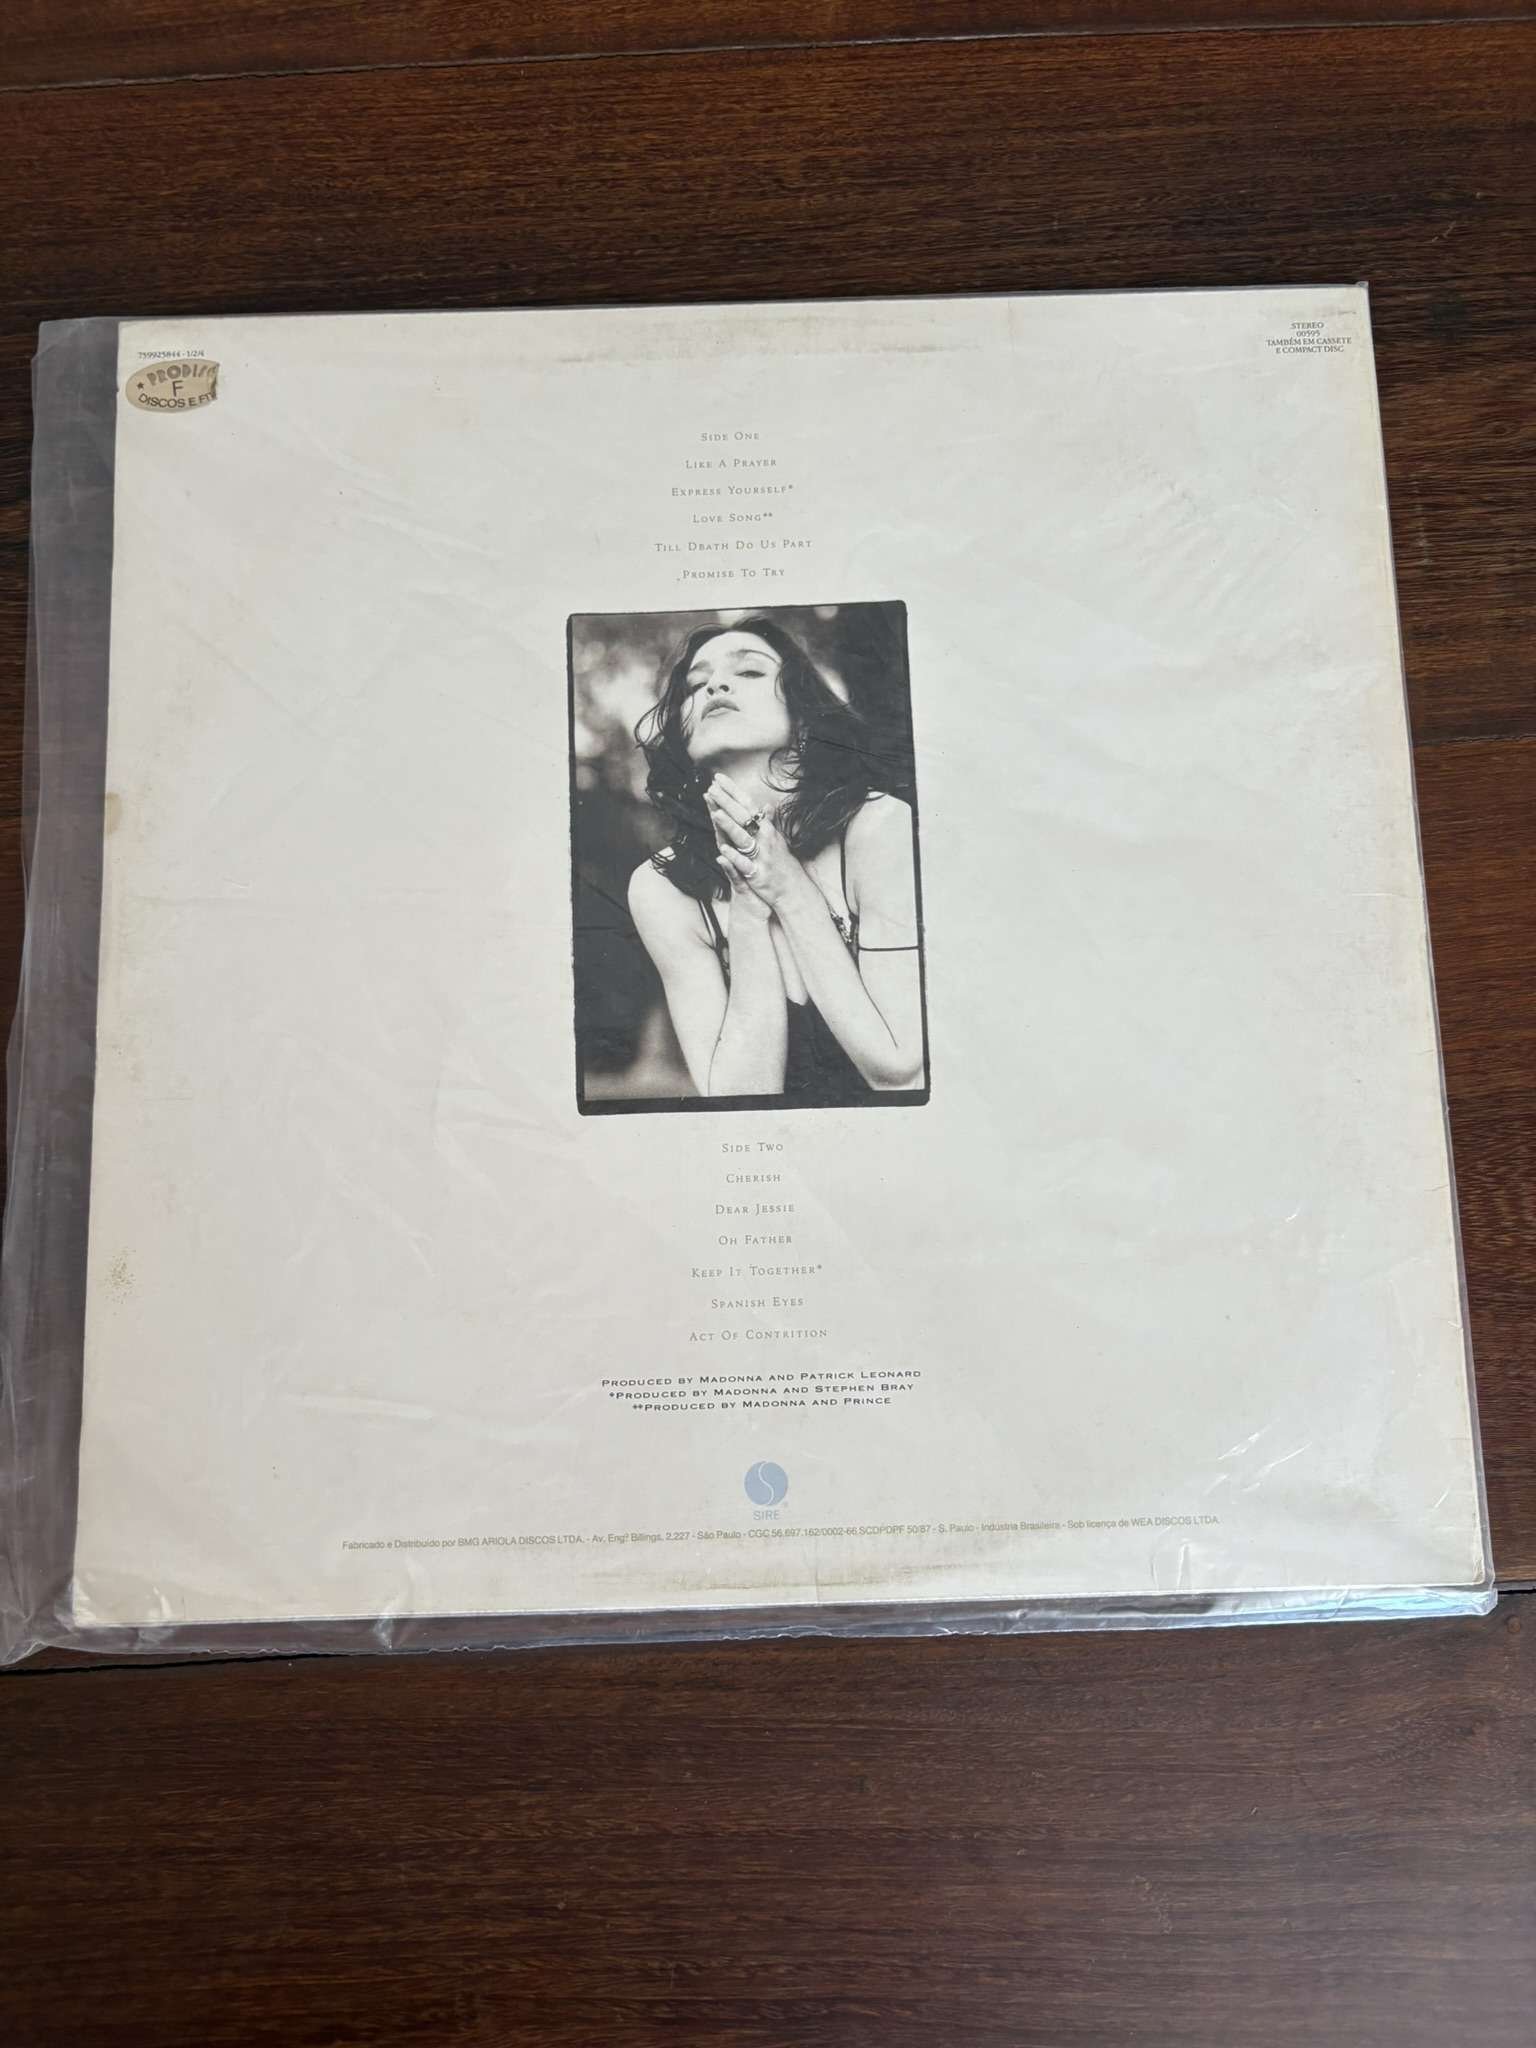 759925844 - 1/2/4
STEREO
00595
TAMBÉM EM CASSETE
E COMPACT DISC
F
DISCOS E
SIDE ONE
LIKE A PRAYER
EXPRESS YOURSELF*
LOVE SONG**
TILL DBATH DO US PART
PROMISE TO TRY
SIDE TWO
CHERISH
DEAR JESSIE
OH FATHER
KEEP IT TOGETHER*
SPANISH EYES
ACT OF CONTRITION
PRODUCED BY MADONNA AND PATRICK LEONARD
*PRODUCED BY MADONNA AND STEPHEN BRAY
**PRODUCED BY MADONNA AND PRINCE
SIRE ®
Fabricado e Distribuído por BMG ARIOLA DISCOS LTDA. - Av. Engº Billings, 2.227 - São Paulo - CGC 56.697.162/0002-66 SCDPDPF 50/87 - S. Paulo - Indústria Brasileira - Sob licença de WEA DISCOS LTDA.